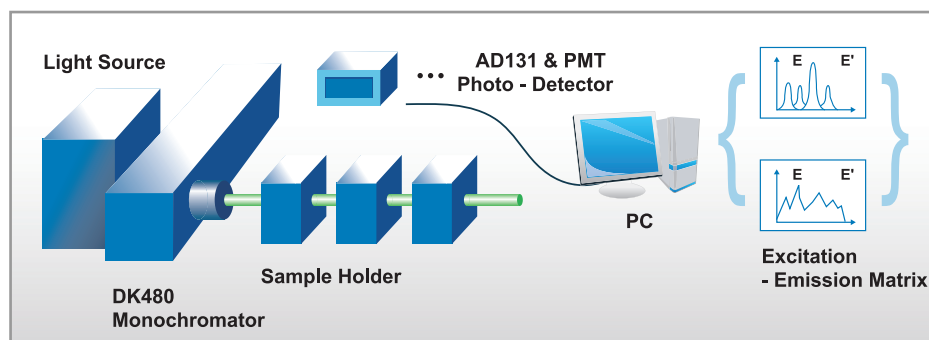 Light Source
AD131 & PMT
Photo - Detector
E E'
E E'
PC
Sample Holder
Excitation
- Emission Matrix
DK480
Monochromator